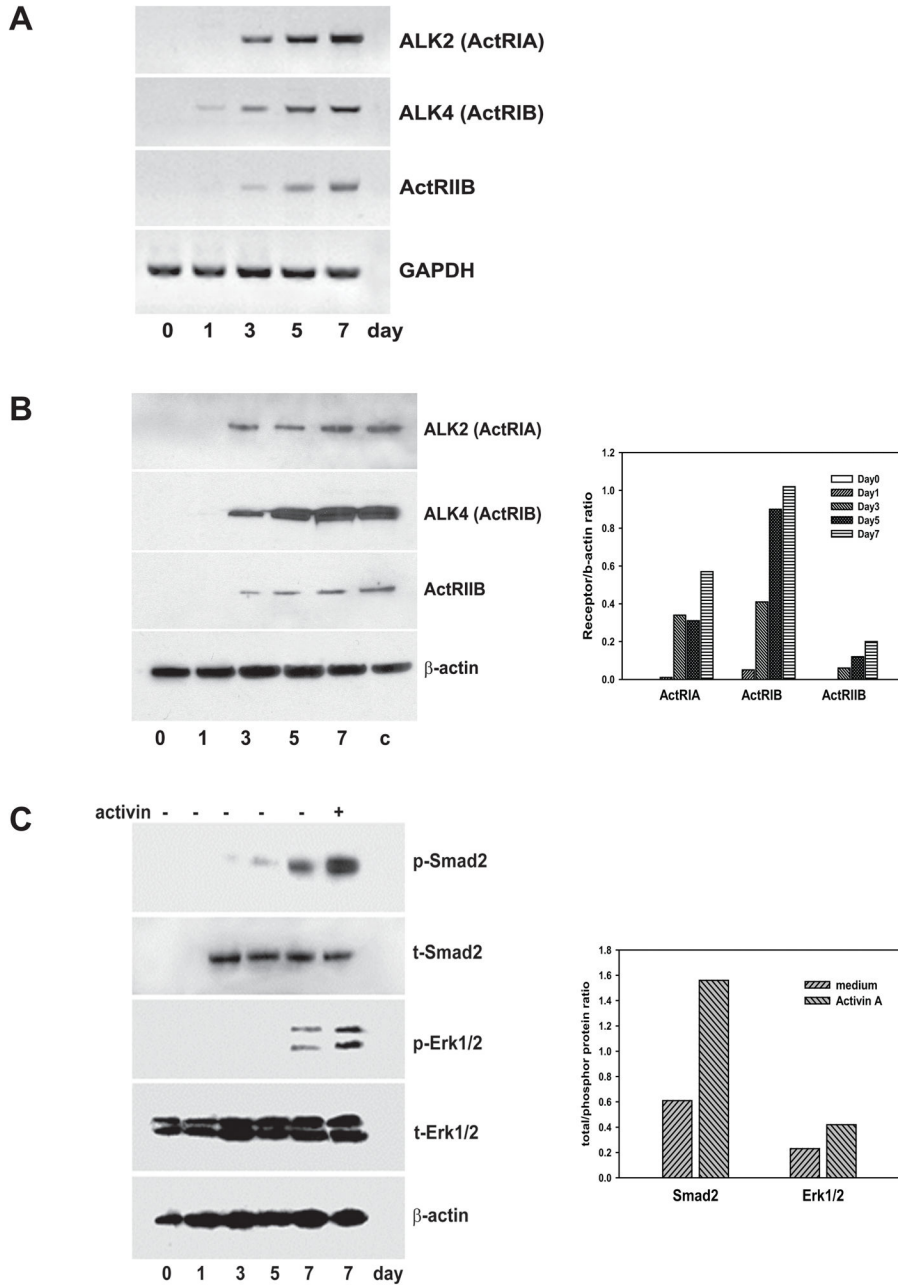 A
ALK2 (ActRIA)
ALK4 (ActRIB)
ActRIIB
GAPDH
0 1 3 5 7 day
B
ALK2 (ActRIA)
ALK4 (ActRIB)
ActRIIB
β-actin
0 1 3 5 7 c
Receptor/b-actin ratio
1.2
1.0
0.8
0.6
0.4
0.2
0.0
Day0
Day1
Day3
Day5
Day7
ActRIA ActRIB ActRIIB
C
activin - - - - - +
p-Smad2
t-Smad2
p-Erk1/2
t-Erk1/2
β-actin
0 1 3 5 7 7 day
total/phosphor protein ratio
1.8
1.6
1.4
1.2
1.0
0.8
0.6
0.4
0.2
0.0
medium
Activin A
Smad2 Erk1/2